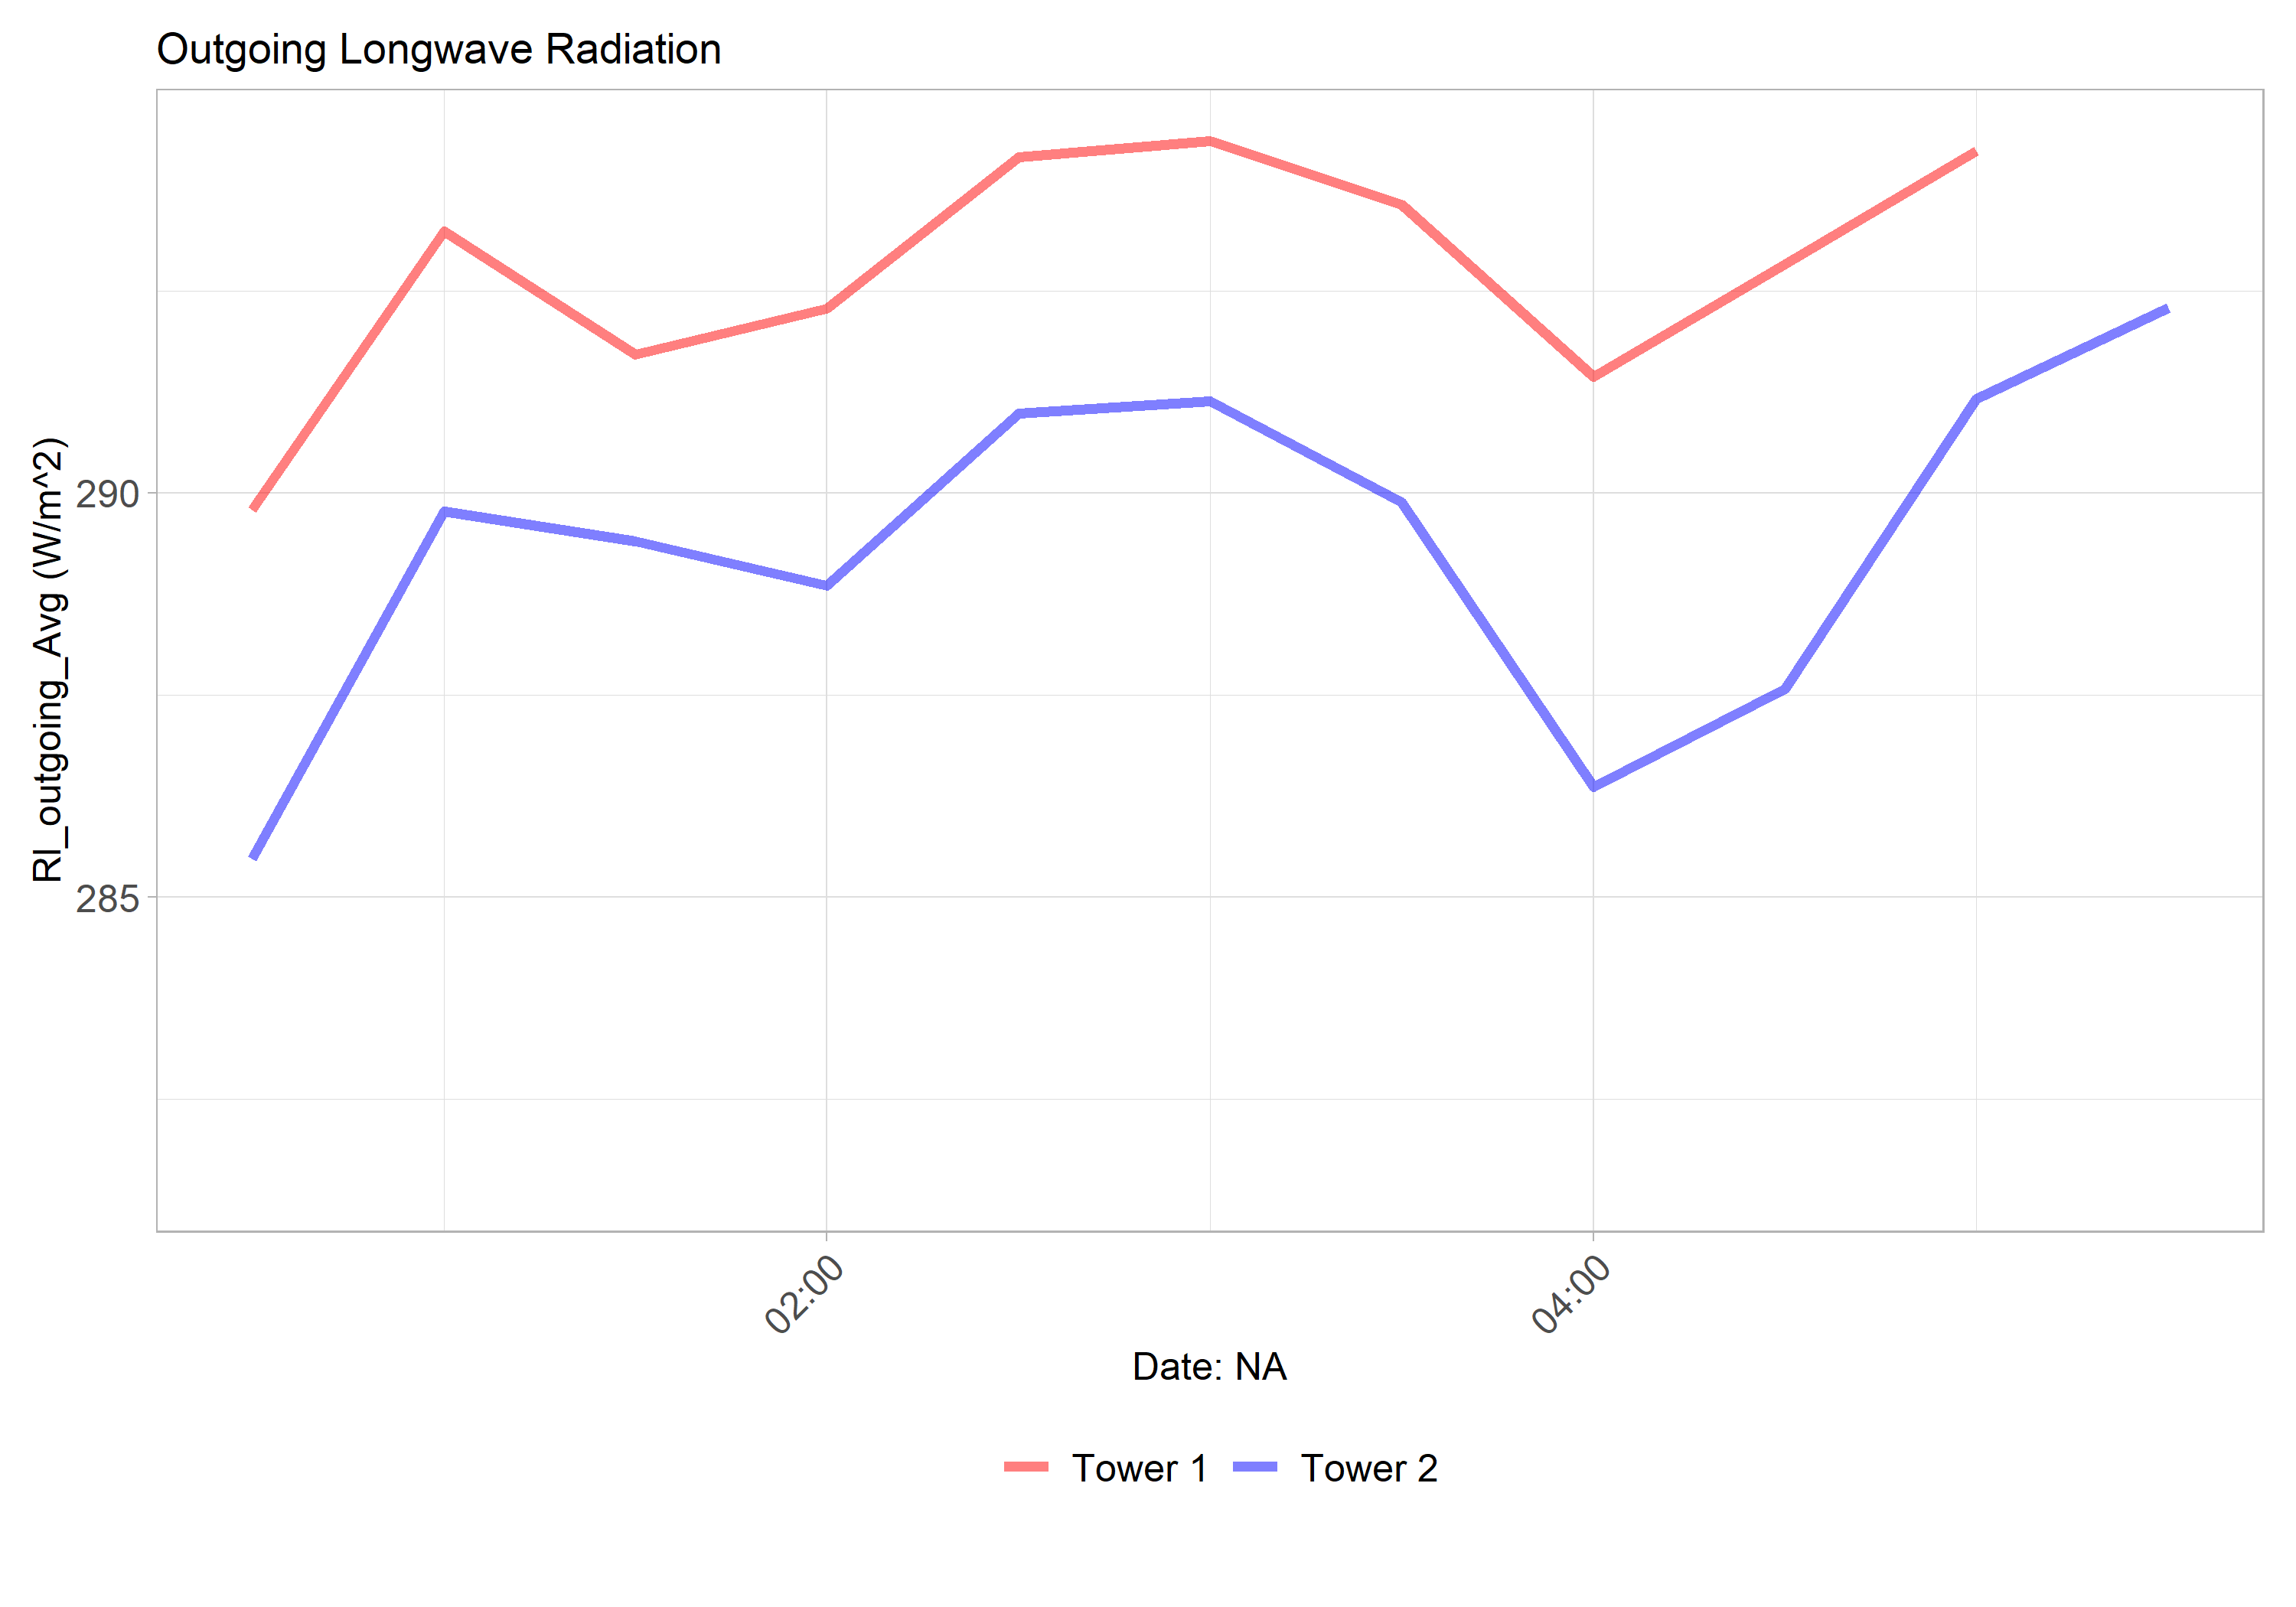 Outgoing Longwave Radiation
Rl_outgoing_Avg (W/m^2)
290
285
02:00
04:00
Date: NA
Tower 1
Tower 2